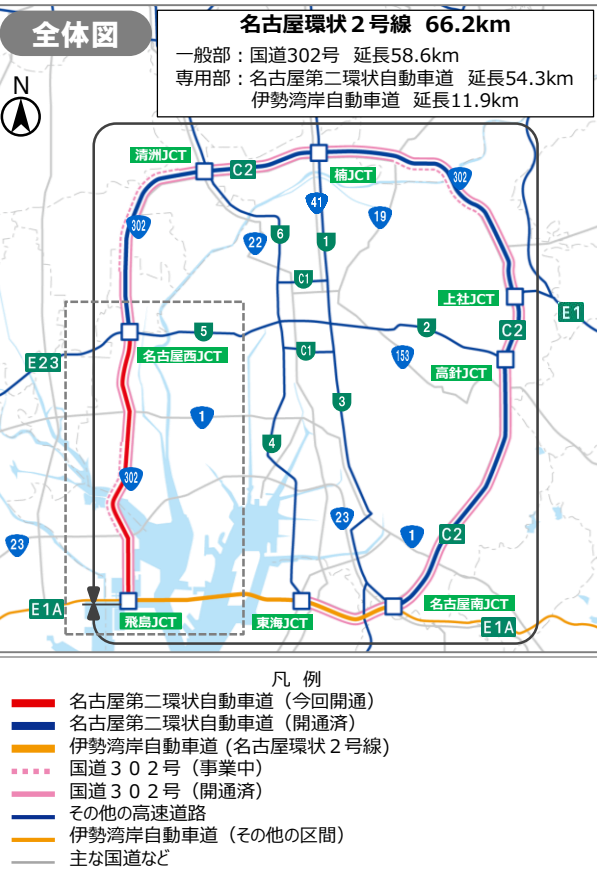 全体図
名古屋環状２号線 66.2km
一般部：国道302号 延長58.6km
専用部：名古屋第二環状自動車道 延長54.3km
伊勢湾岸自動車道 延長11.9km
N
清洲JCT
C2
楠JCT
302
41
19
302
22
6
1
C1
上社JCT
E1
5
2
C2
E23
名古屋西JCT
C1
153
高針JCT
1
3
4
302
23
23
1
C2
E1A
飛島JCT
東海JCT
名古屋南JCT
E1A
凡 例
名古屋第二環状自動車道（今回開通）
名古屋第二環状自動車道（開通済）
伊勢湾岸自動車道 (名古屋環状２号線)
国道３０２号（事業中）
国道３０２号（開通済）
その他の高速道路
伊勢湾岸自動車道（その他の区間）
主な国道など